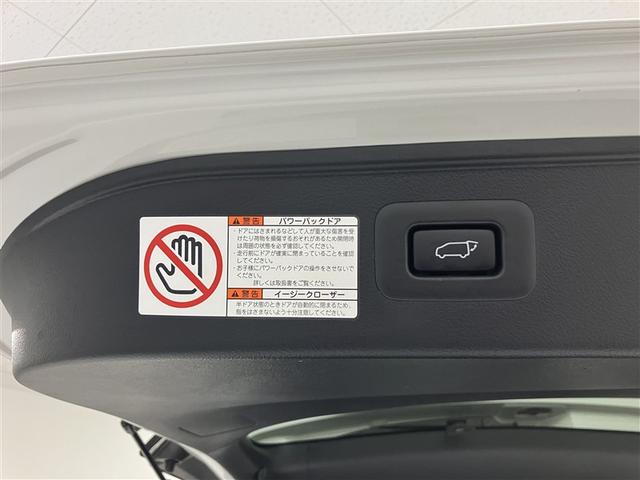 警告 パワーバックドア
・ドアにはさまれるなどして人が重大な傷害を受
けたり荷物を損傷するおそれがあるため開閉時
は周囲の状態を必ず確認してください。
・走行前にドアが確実に閉まっていることを確認
してください。
・お子様にパワーバックドアの操作をさせないで
ください。
詳しくは取扱書をご覧ください。
警告 イージークローザー
半ドア状態のときドアが自動的に閉まるため、
指をはさまないよう十分注意してください。